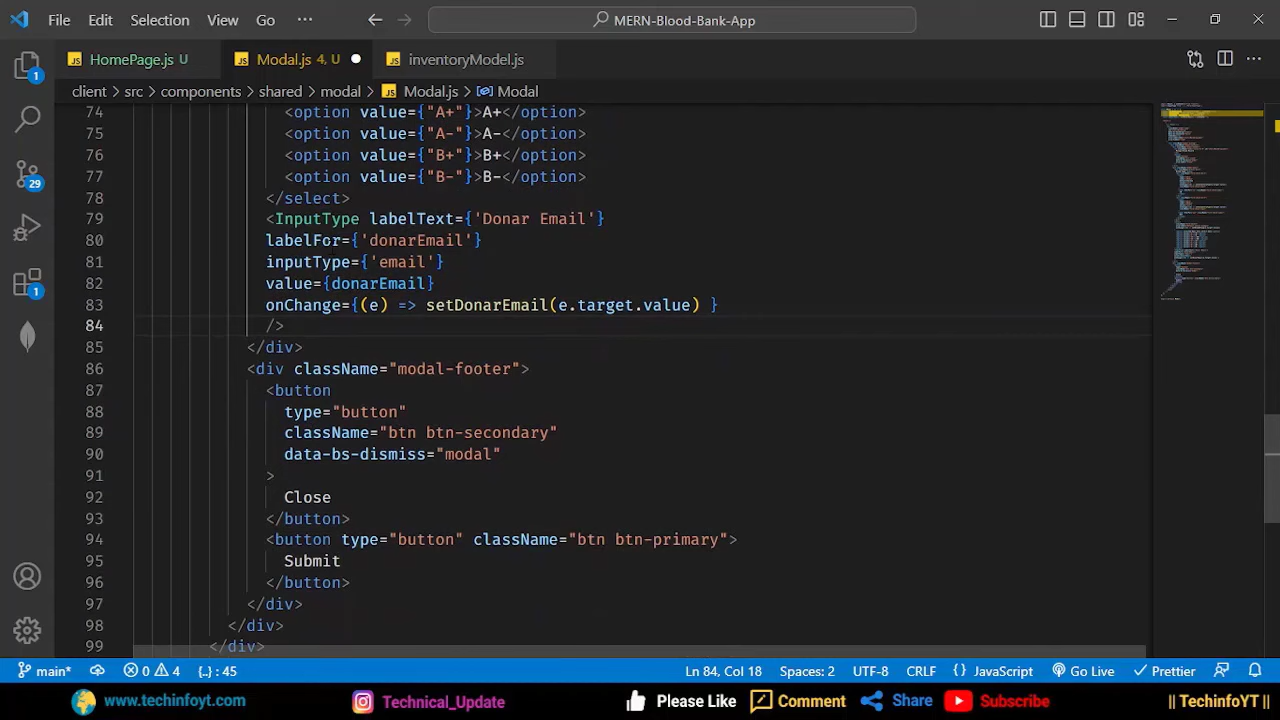 File Edit Selection View Go ··· MERN-Blood-Bank-App
HomePage.js U Modal.js 4, U inventoryModel.js
client > src > components > shared > modal > Modal.js > Modal
74 <option value={"A+"}>A+</option>
75 <option value={"A-"}>A-</option>
76 <option value={"B+"}>B+</option>
77 <option value={"B-"}>B-</option>
78 </select>
79 <InputType labelText={'Donar Email'}
80 labelFor={'donarEmail'}
81 inputType={'email'}
82 value={donarEmail}
83 onChange={(e) => setDonarEmail(e.target.value) }
84 />
85 </div>
86 <div className="modal-footer">
87 <button
88 type="button"
89 className="btn btn-secondary"
90 data-bs-dismiss="modal"
91 >
92 Close
93 </button>
94 <button type="button" className="btn btn-primary">
95 Submit
96 </button>
97 </div>
98 </div>
99 </div>
1
29
1
main* 0 4 {..} : 45 Ln 84, Col 18 Spaces: 2 UTF-8 CRLF {} JavaScript Go Live Prettier
www.techinfoyt.com Technical_Update Please Like Comment Share Subscribe || TechinfoYT ||